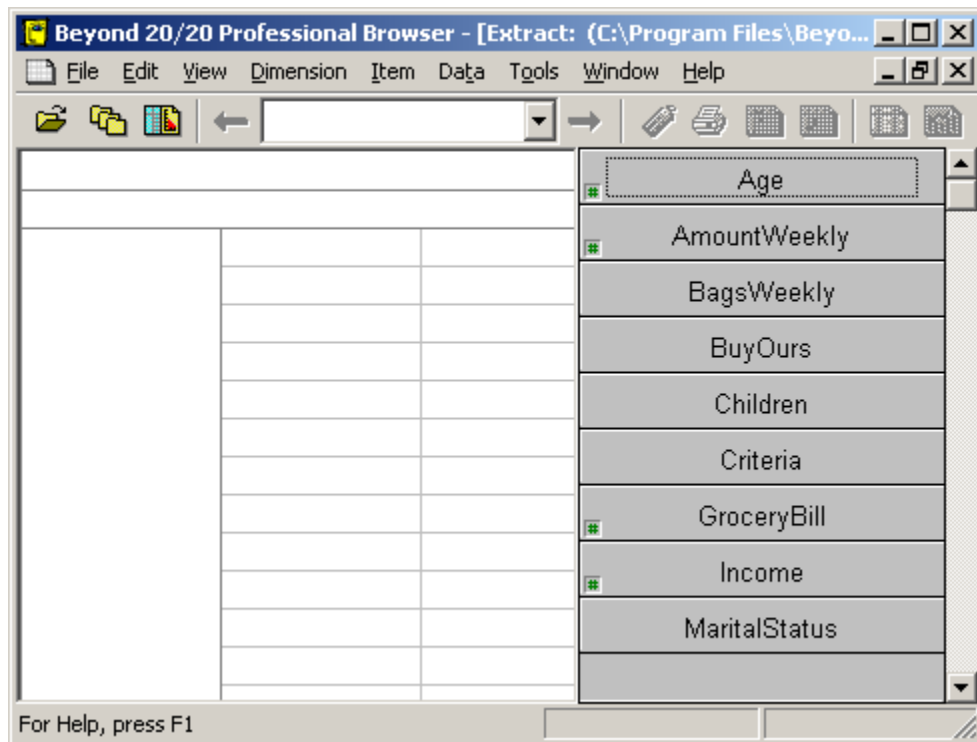 Beyond 20/20 Professional Browser - [Extract: (C:\Program Files\Beyo...
File Edit View Dimension Item Data Tools Window Help
Age
AmountWeekly
BagsWeekly
BuyOurs
Children
Criteria
GroceryBill
Income
MaritalStatus
For Help, press F1